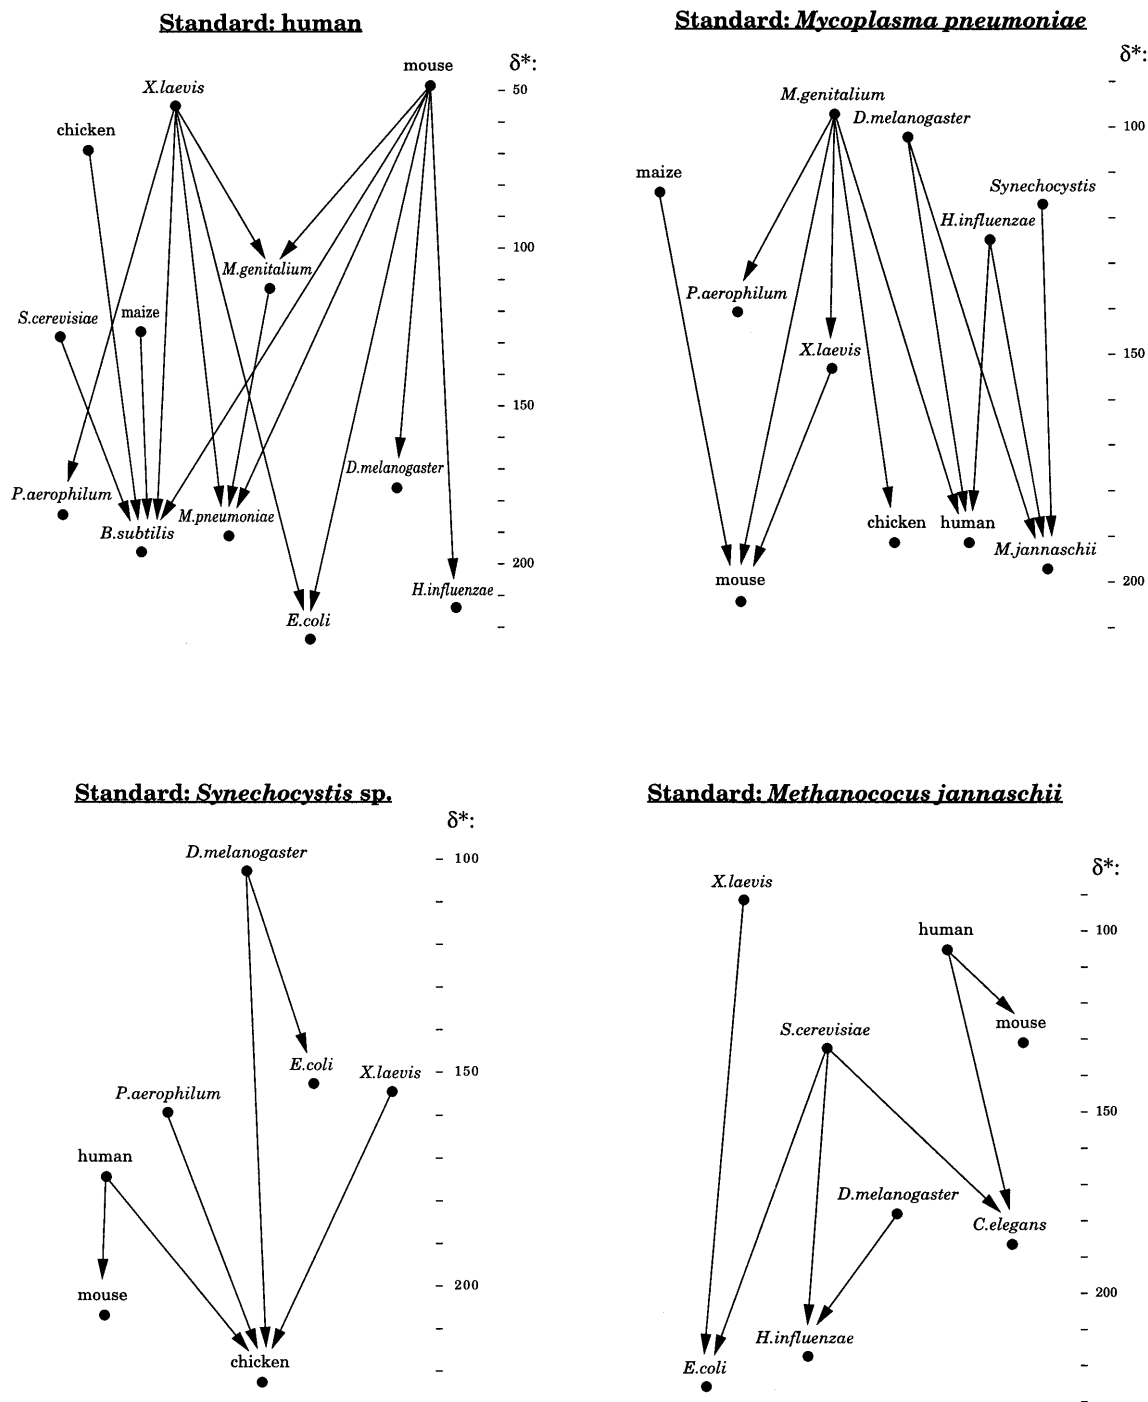 Standard: human
δ*:
mouse
X.laevis
50
chicken
100
M.genitalium
S.cerevisiae
maize
150
D.melanogaster
P.aerophilum
M.pneumoniae
B.subtilis
200
H.influenzae
E.coli
Standard: Mycoplasma pneumoniae
δ*:
M.genitalium
D.melanogaster
100
maize
Synechocystis
H.influenzae
P.aerophilum
X.laevis
150
chicken
human
M.jannaschii
mouse
200
Standard: Synechocystis sp.
δ*:
D.melanogaster
100
E.coli
X.laevis
150
P.aerophilum
human
mouse
200
chicken
Standard: Methanococus jannaschii
δ*:
X.laevis
human
100
mouse
S.cerevisiae
150
D.melanogaster
C.elegans
200
H.influenzae
E.coli